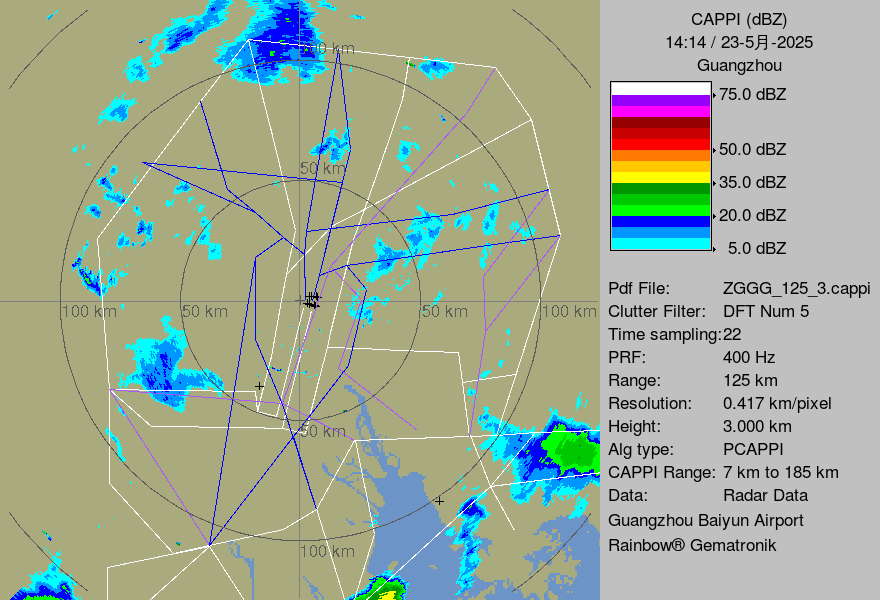 CAPPI (dBZ)
14:14 / 23-5月-2025
Guangzhou
75.0 dBZ
50.0 dBZ
35.0 dBZ
20.0 dBZ
5.0 dBZ
Pdf File: ZGGG_125_3.cappi
Clutter Filter: DFT Num 5
Time sampling:22
PRF: 400 Hz
Range: 125 km
Resolution: 0.417 km/pixel
Height: 3.000 km
Alg type: PCAPPI
CAPPI Range: 7 km to 185 km
Data: Radar Data
Guangzhou Baiyun Airport
Rainbow® Gematronik
100 km
50 km
100 km
50 km
50 km
100 km
50 km
100 km